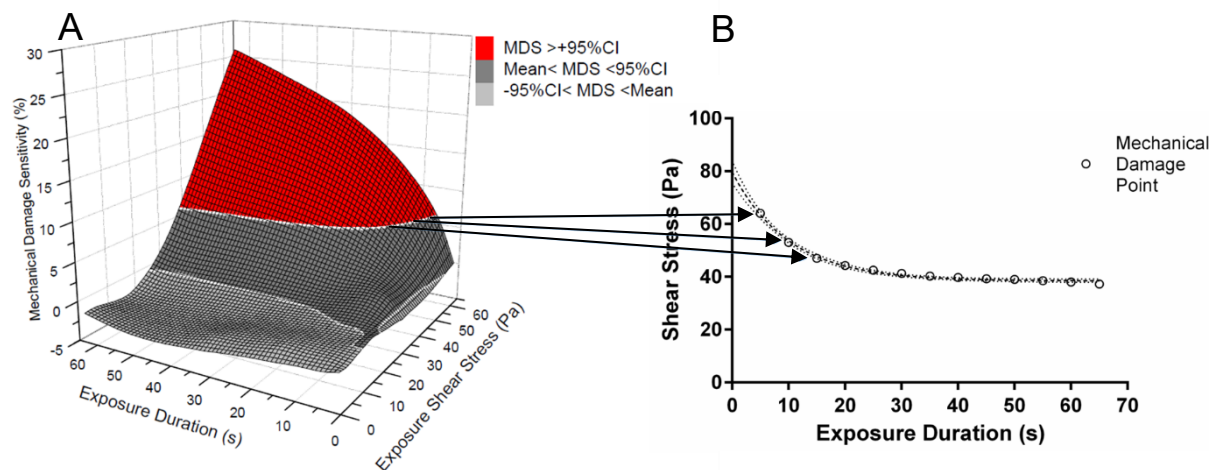 A
MDS >+95%CI
Mean< MDS <95%CI
-95%CI< MDS <Mean
Mechanical Damage Sensitivity (%)
30
25
20
15
10
5
0
-5
60
50
40
30
20
10
0
Exposure Duration (s)
0
10
20
30
40
50
60
Exposure Shear Stress (Pa)
B
Shear Stress (Pa)
100
80
60
40
20
0
0 10 20 30 40 50 60 70
Exposure Duration (s)
Mechanical
Damage
Point